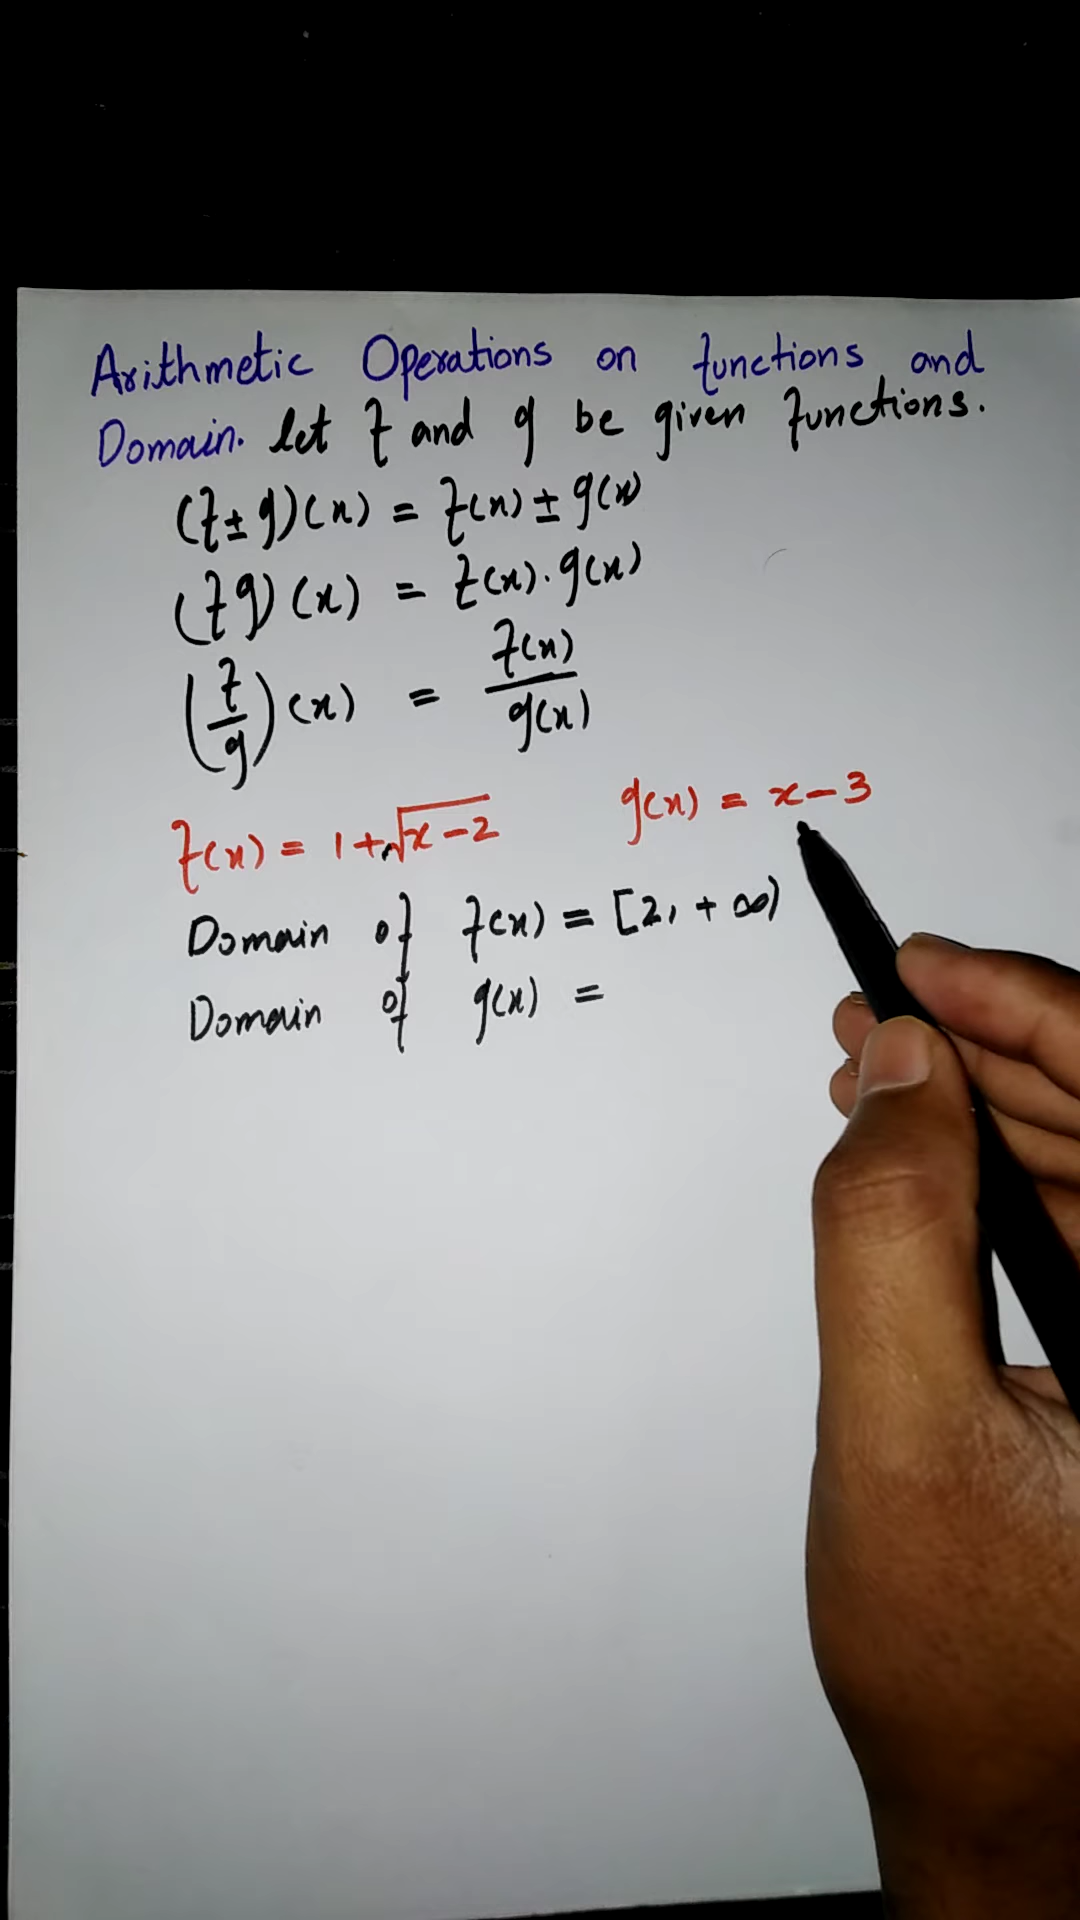 Arithmetic Operations on functions and
Domain. let f and g be given functions.
(f ± g)(x) = f(x) ± g(x)
(fg)(x) = f(x).g(x)
(f/g)(x) = f(x)/g(x)
f(x) = 1+√x-2 g(x) = x-3
Domain of f(x) = [2, +∞)
Domain of g(x) =